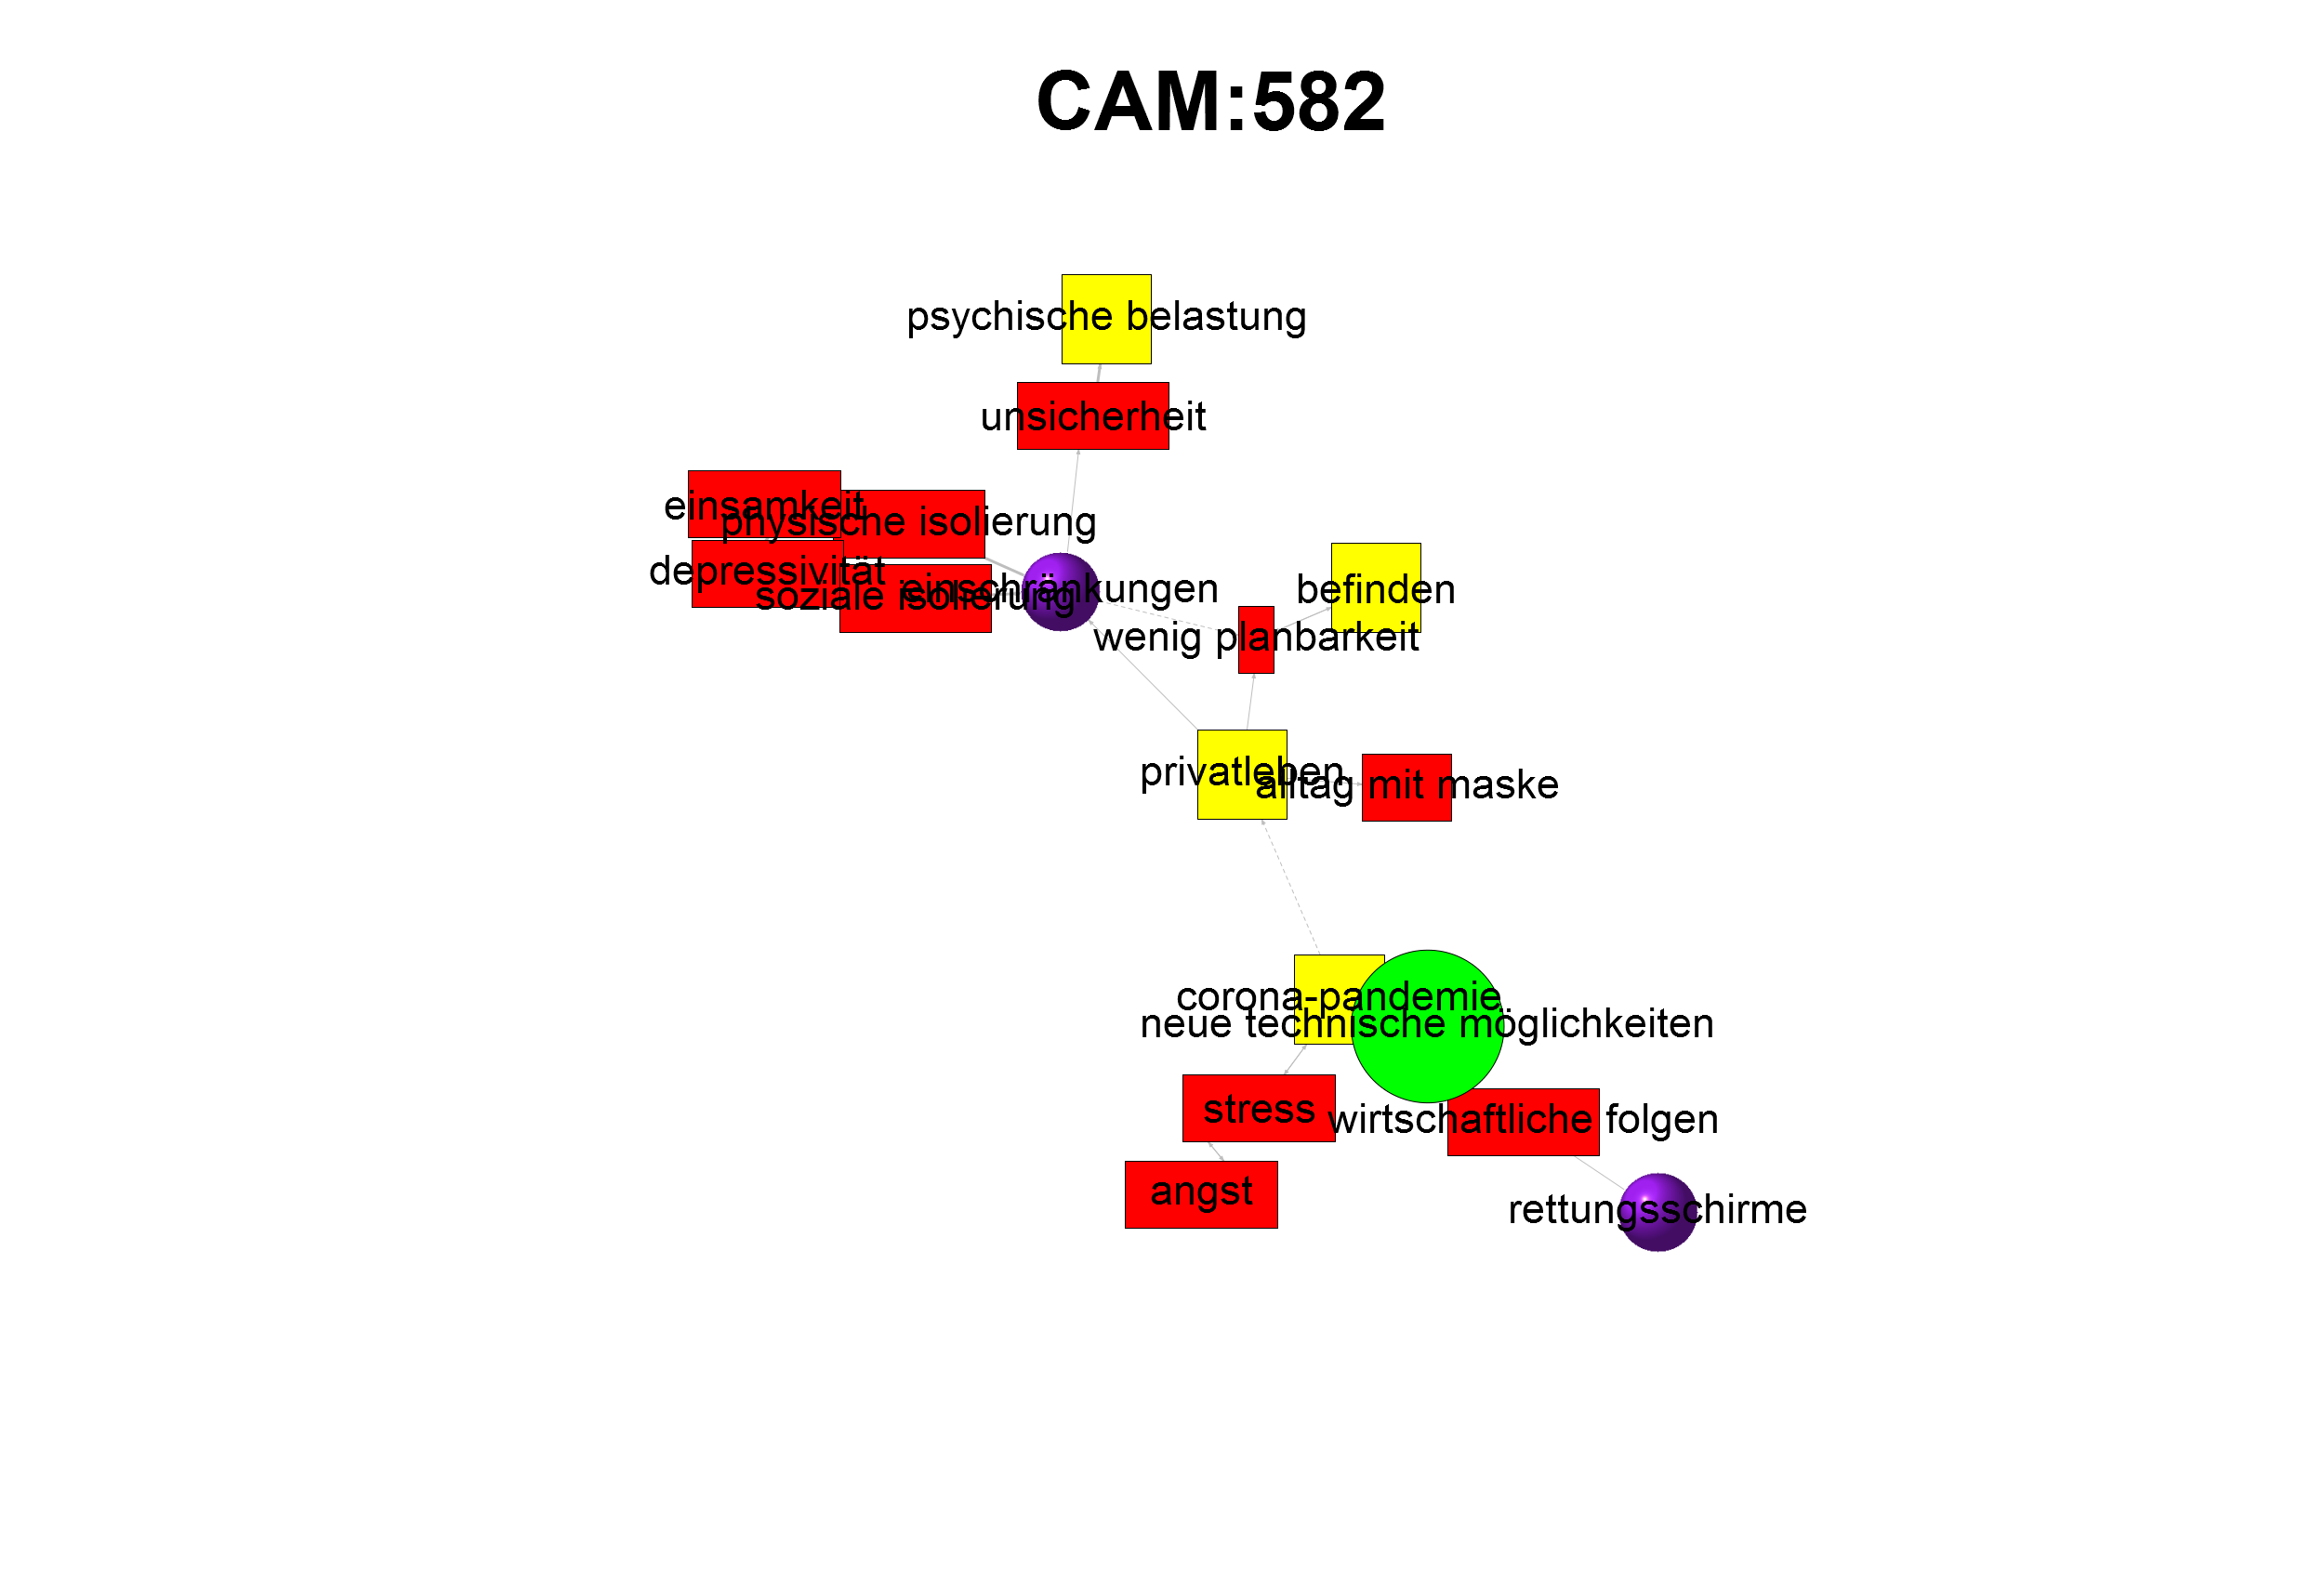 CAM:582
psychische belastung
unsicherheit
einsamkeit
physische isolierung
depressivität
einschränkungen
soziale isolierung
befinden
wenig planbarkeit
privatleben
alltag mit maske
corona-pandemie
neue technische möglichkeiten
stress
wirtschaftliche folgen
angst
rettungsschirme